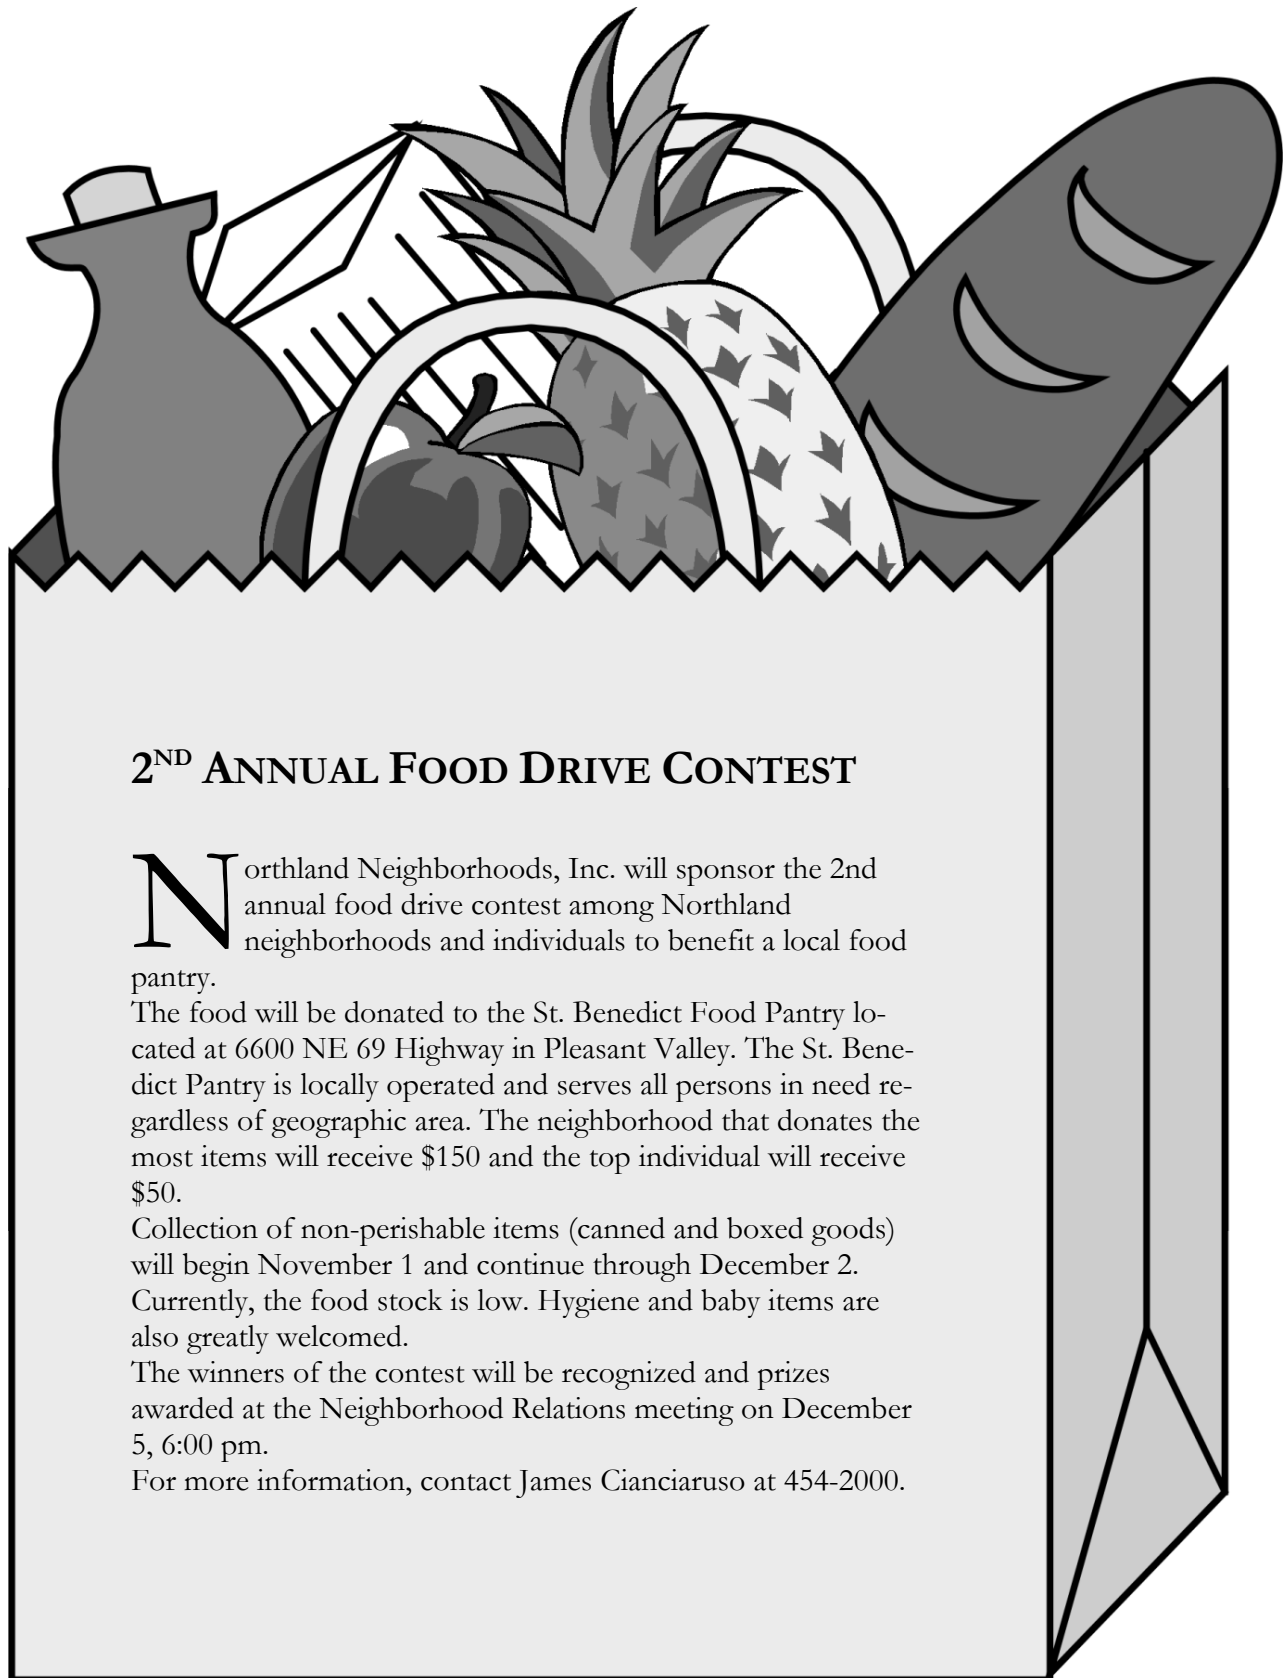 2ND ANNUAL FOOD DRIVE CONTEST
Northland Neighborhoods, Inc. will sponsor the 2nd
annual food drive contest among Northland
neighborhoods and individuals to benefit a local food
pantry.
The food will be donated to the St. Benedict Food Pantry lo-
cated at 6600 NE 69 Highway in Pleasant Valley. The St. Bene-
dict Pantry is locally operated and serves all persons in need re-
gardless of geographic area. The neighborhood that donates the
most items will receive $150 and the top individual will receive
$50.
Collection of non-perishable items (canned and boxed goods)
will begin November 1 and continue through December 2.
Currently, the food stock is low. Hygiene and baby items are
also greatly welcomed.
The winners of the contest will be recognized and prizes
awarded at the Neighborhood Relations meeting on December
5, 6:00 pm.
For more information, contact James Cianciaruso at 454-2000.